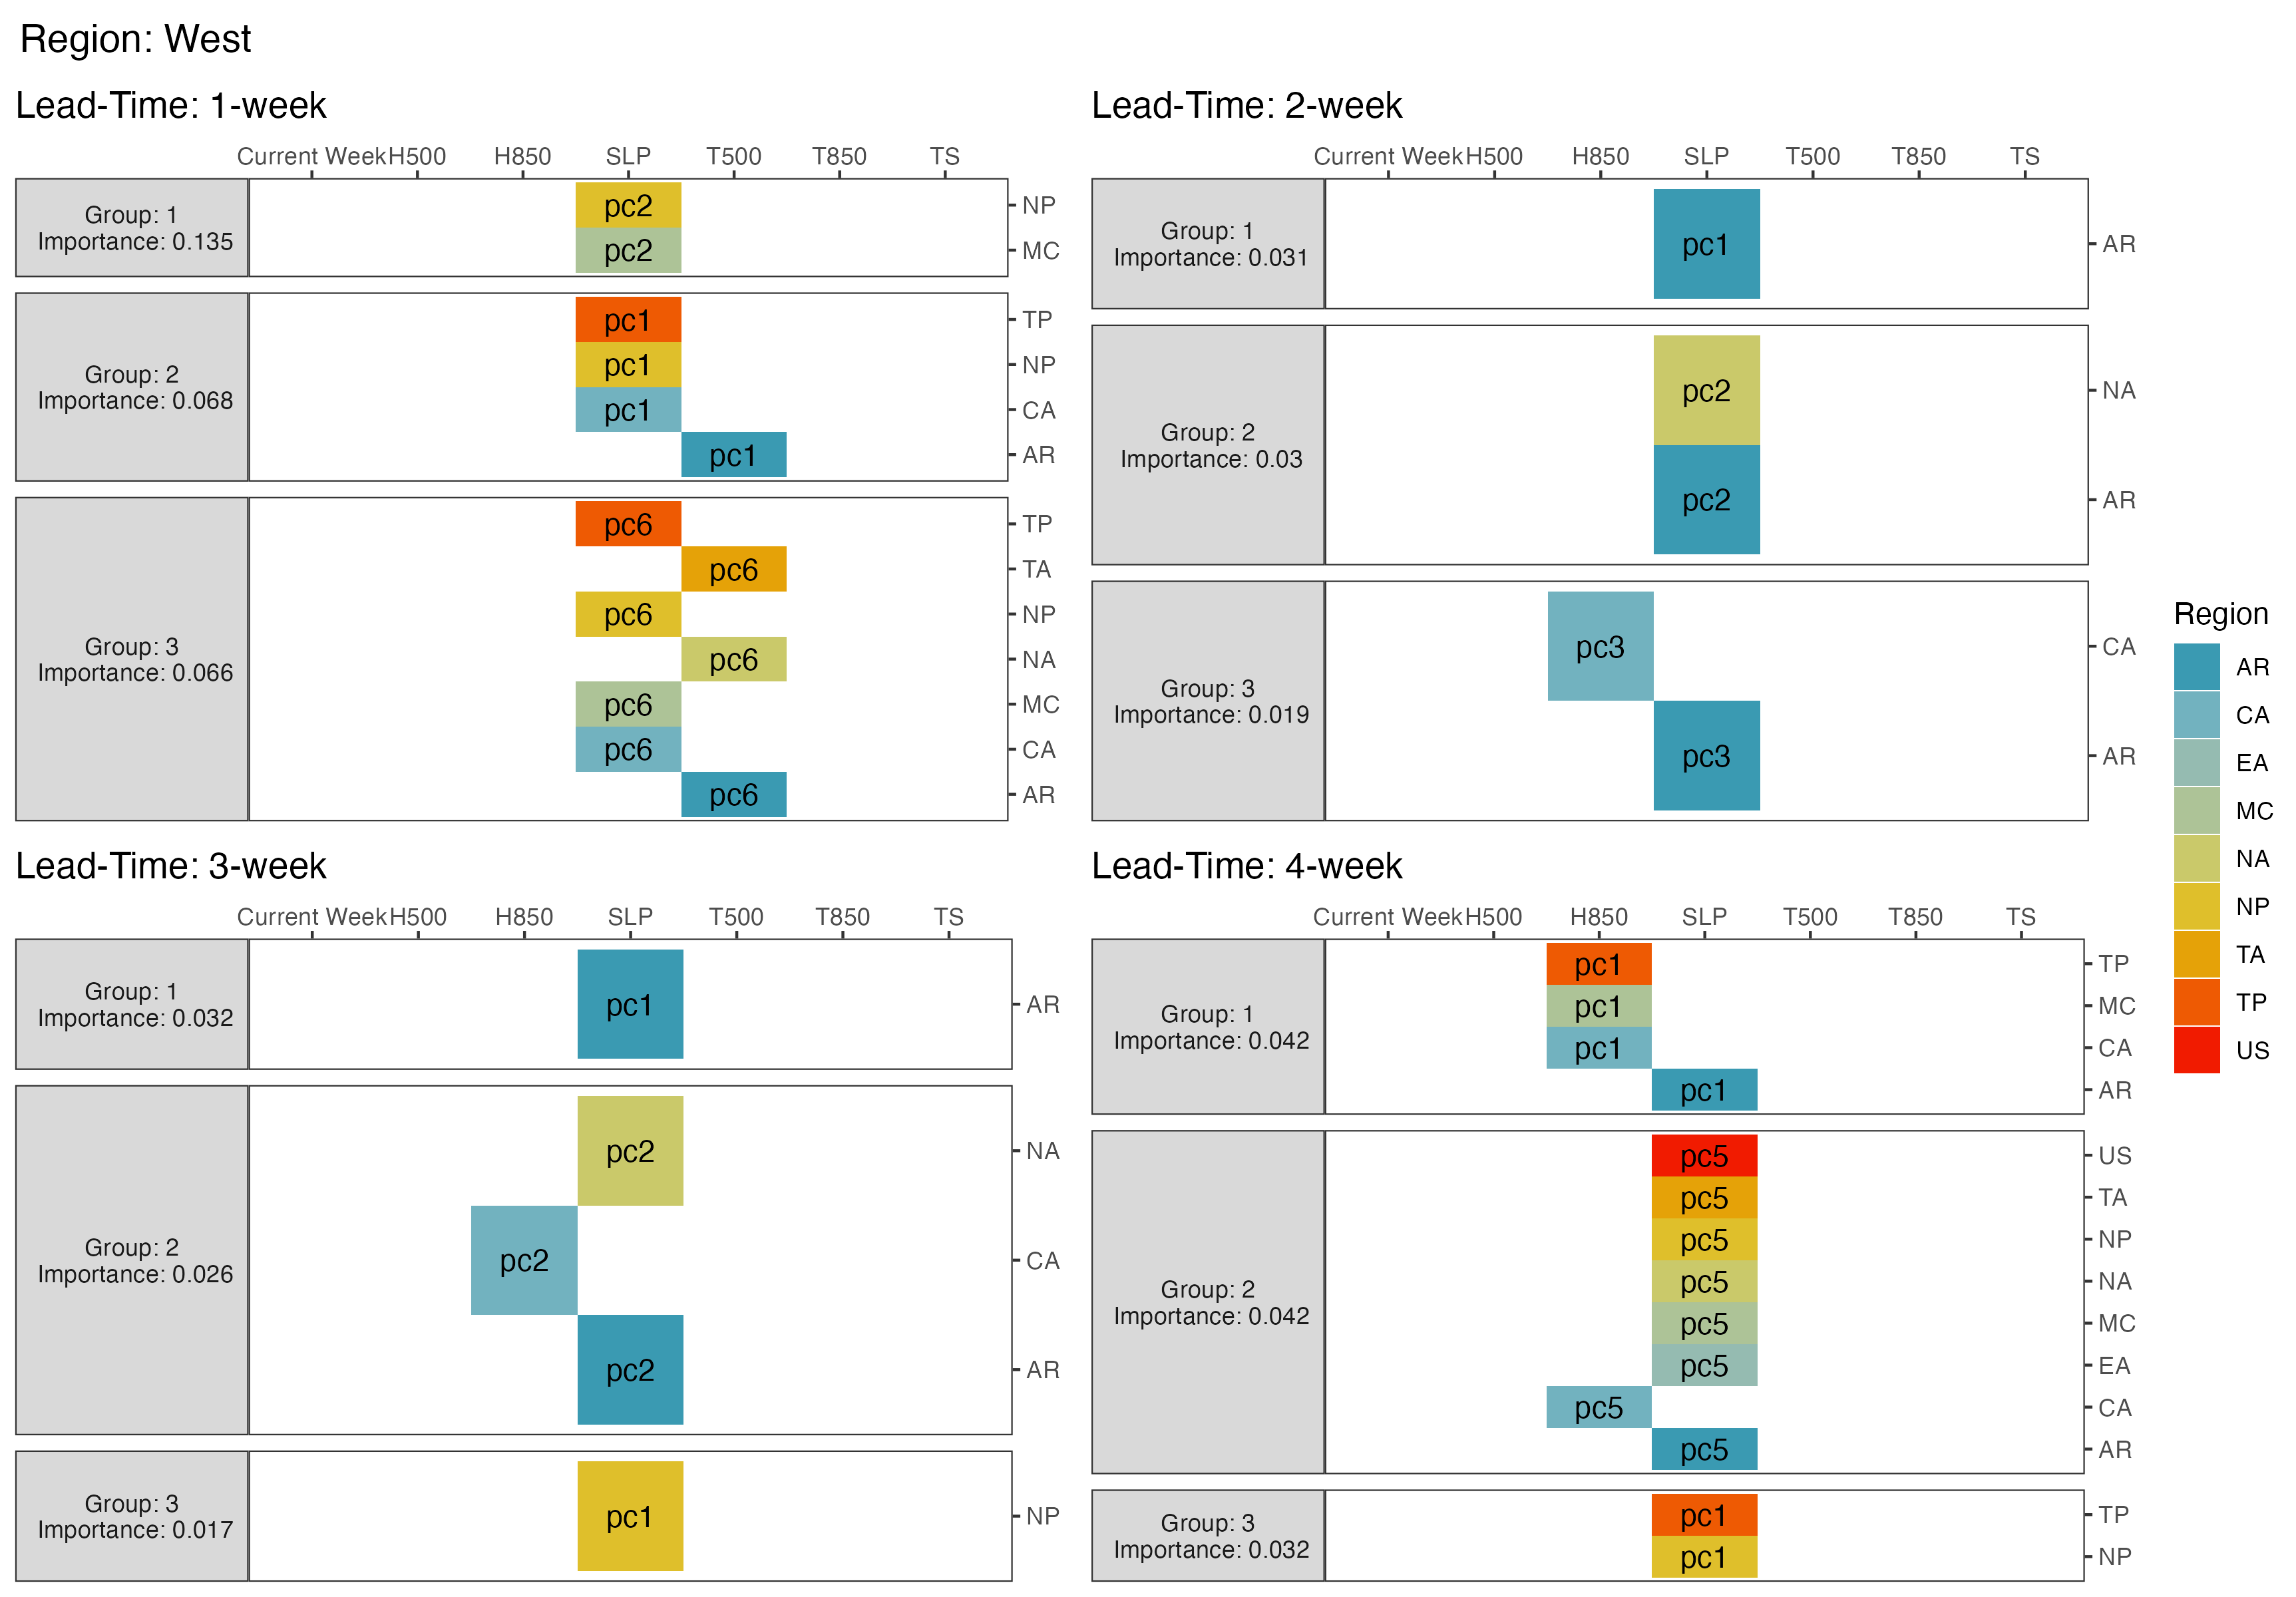 Region: West
Lead-Time: 1-week
Current Week H500 H850 SLP T500 T850 TS
Group: 1
Importance: 0.135
pc2 NP
pc2 MC
Group: 2
Importance: 0.068
pc1 TP
pc1 NP
pc1 CA
pc1 AR
Group: 3
Importance: 0.066
pc6 TP
pc6 TA
pc6 NP
pc6 NA
pc6 MC
pc6 CA
pc6 AR
Lead-Time: 2-week
Current Week H500 H850 SLP T500 T850 TS
Group: 1
Importance: 0.031
pc1 AR
Group: 2
Importance: 0.03
pc2 NA
pc2 AR
Group: 3
Importance: 0.019
pc3 CA
pc3 AR
Lead-Time: 3-week
Current Week H500 H850 SLP T500 T850 TS
Group: 1
Importance: 0.032
pc1 AR
Group: 2
Importance: 0.026
pc2 NA
pc2 CA
pc2 AR
Group: 3
Importance: 0.017
pc1 NP
Lead-Time: 4-week
Current Week H500 H850 SLP T500 T850 TS
Group: 1
Importance: 0.042
pc1 TP
pc1 MC
pc1 CA
pc1 AR
Group: 2
Importance: 0.042
pc5 US
pc5 TA
pc5 NP
pc5 NA
pc5 MC
pc5 EA
pc5 CA
pc5 AR
Group: 3
Importance: 0.032
pc1 TP
pc1 NP
Region
AR
CA
EA
MC
NA
NP
TA
TP
US